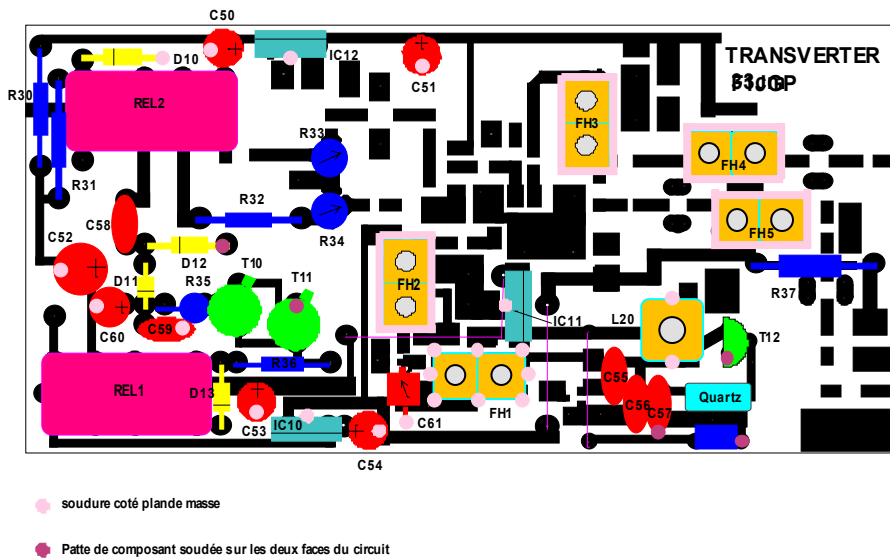 C50
TRANSVERTER
F1JGP
D10
IC12
C51
R30
REL2
R33
FH3
FH4
R31
R32
C58
R34
FH5
C52
D12
T10
T11
D11
R35
FH2
R37
C60
C59
IC11
L20
T12
R36
REL1
D13
C55
Quartz
C56
C57
FH1
C53
IC10
C61
C54
soudure coté plande masse
Patte de composant soudée sur les deux faces du circuit